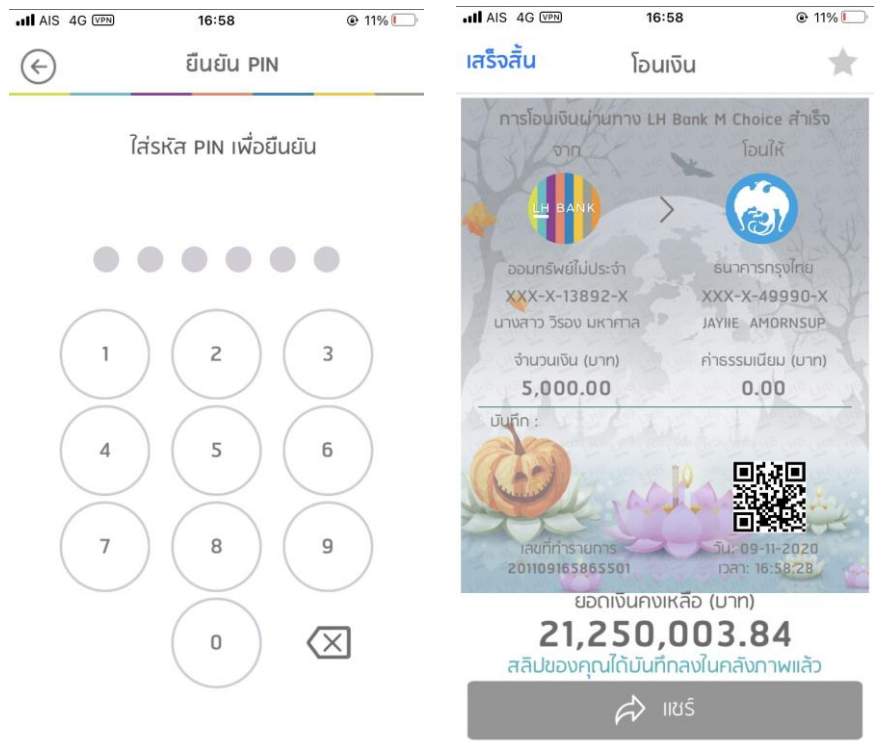 AIS 4G VPN 16:58 11%
ยืนยัน PIN
ใส่รหัส PIN เพื่อยืนยัน
1 2 3
4 5 6
7 8 9
0
AIS 4G VPN 16:58 11%
เสร็จสิ้น โอนเงิน
การโอนเงินผ่านทาง LH Bank M Choice สำเร็จ
จาก โอนให้
LH BANK
ออมทรัพย์ไม่ประจำ ธนาคารกรุงไทย
XXX-X-13892-X XXX-X-49990-X
นางสาว วิรอง มหาศาล JAYIIE AMORNSUP
จำนวนเงิน (บาท) ค่าธรรมเนียม (บาท)
5,000.00 0.00
บันทึก :
เลขที่ทำรายการ วัน: 09-11-2020
201109165865501 เวลา: 16:58:28
ยอดเงินคงเหลือ (บาท)
21,250,003.84
สลิปของคุณได้บันทึกลงในคลังภาพแล้ว
แชร์